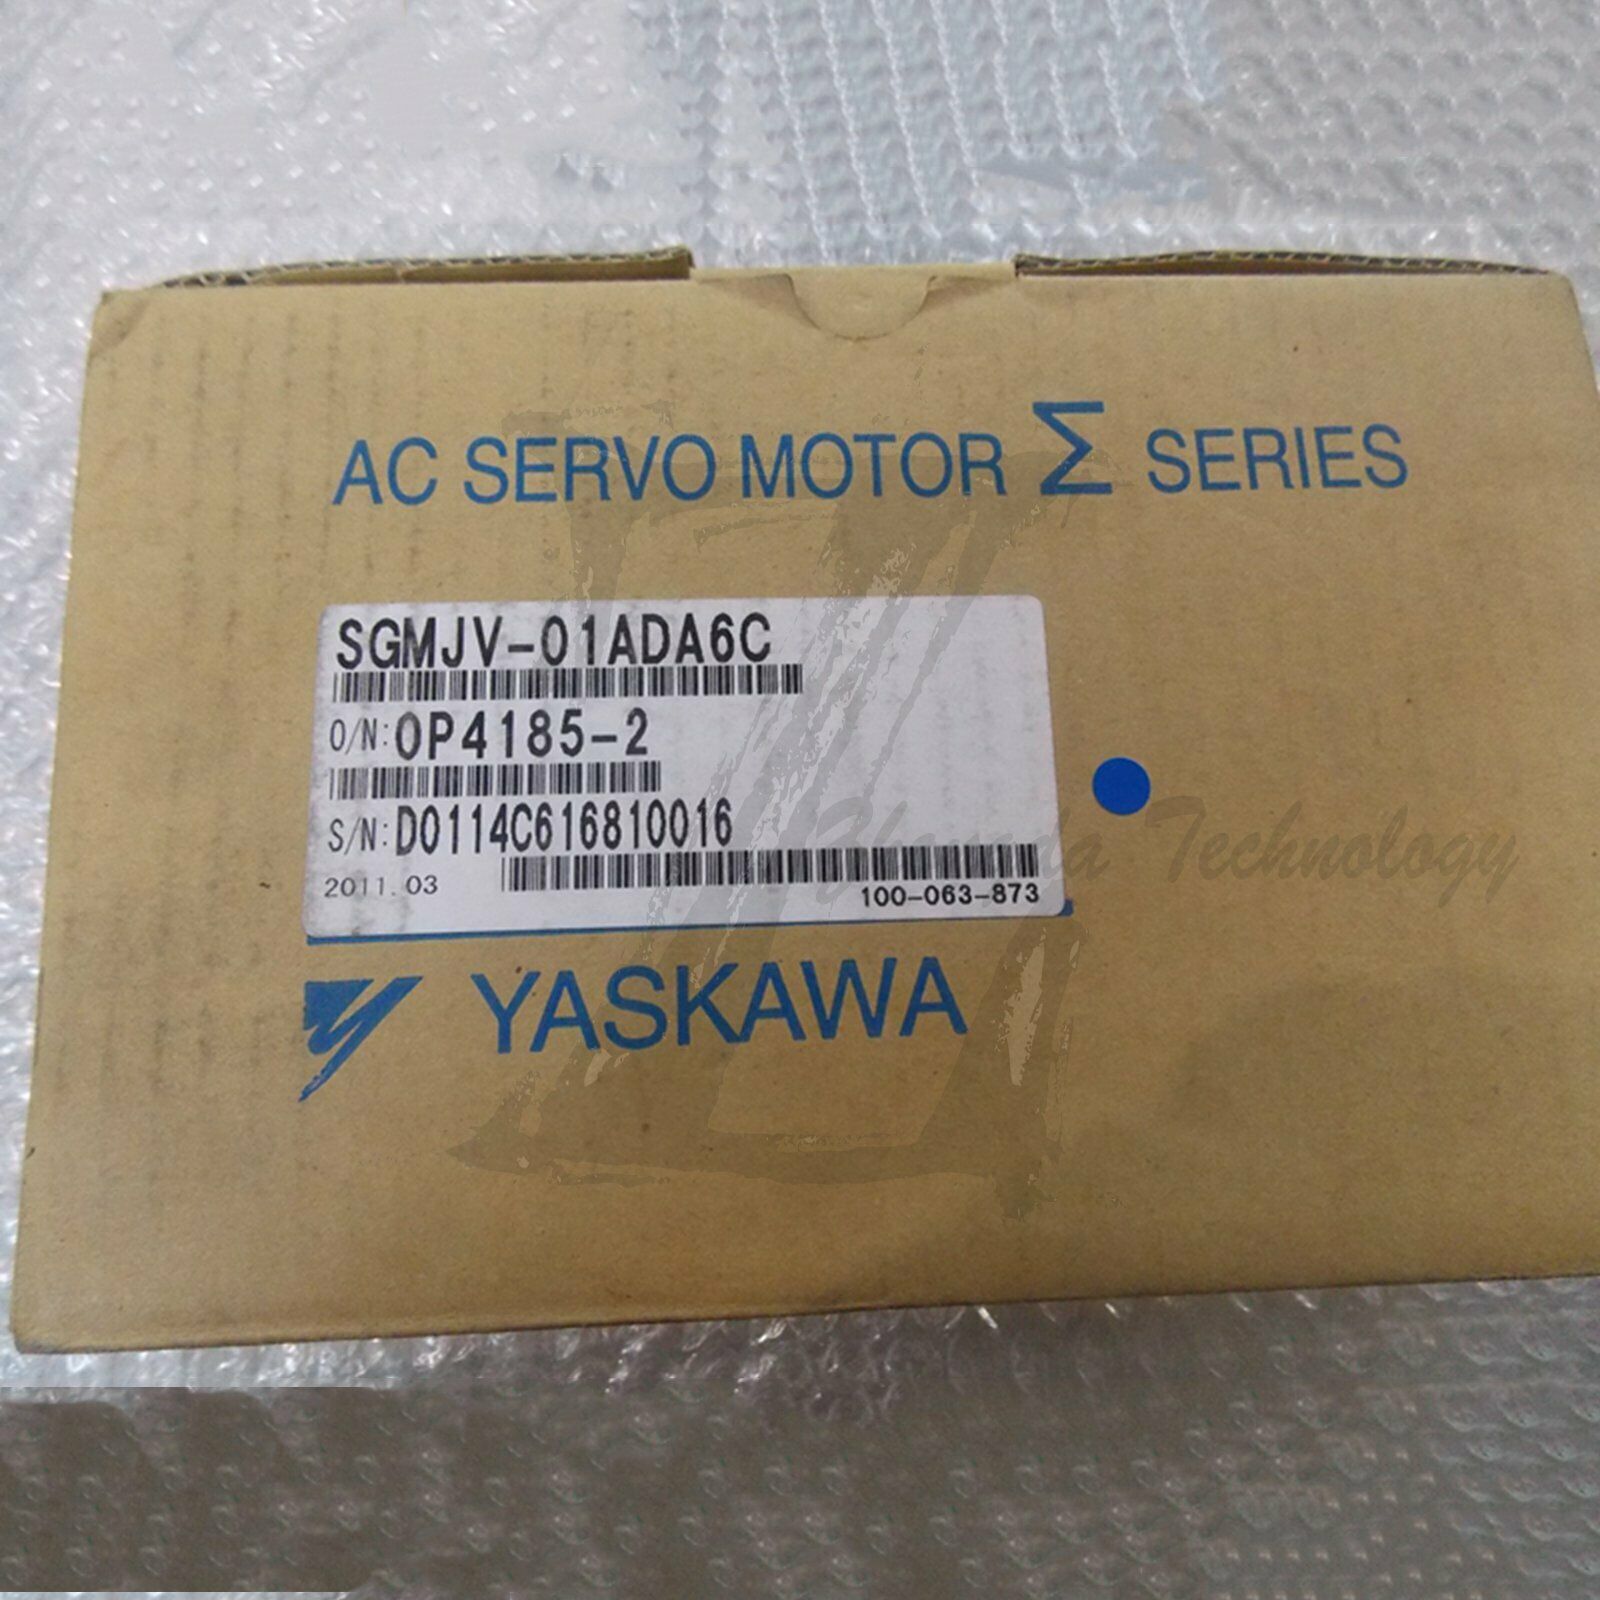 AC SERVO MOTOR Σ SERIES
SGMJV-01ADA6C
O/N: OP4185-2
S/N: D0114C616810016
2011. 03
100-063-873
YASKAWA
Technology